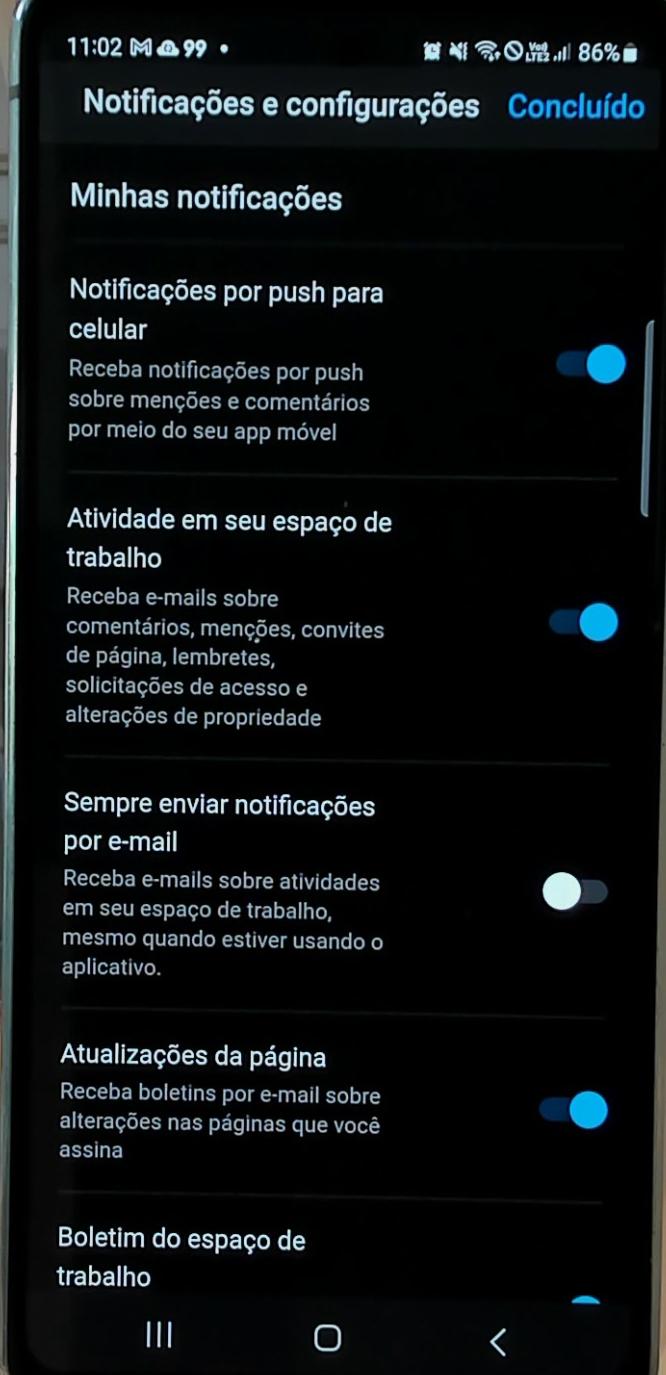 11:02 M 99 •
Vo) LTE2 86%
Notificações e configurações Concluído
Minhas notificações
Notificações por push para
celular
Receba notificações por push
sobre menções e comentários
por meio do seu app móvel
Atividade em seu espaço de
trabalho
Receba e-mails sobre
comentários, menções, convites
de página, lembretes,
solicitações de acesso e
alterações de propriedade
Sempre enviar notificações
por e-mail
Receba e-mails sobre atividades
em seu espaço de trabalho,
mesmo quando estiver usando o
aplicativo.
Atualizações da página
Receba boletins por e-mail sobre
alterações nas páginas que você
assina
Boletim do espaço de
trabalho